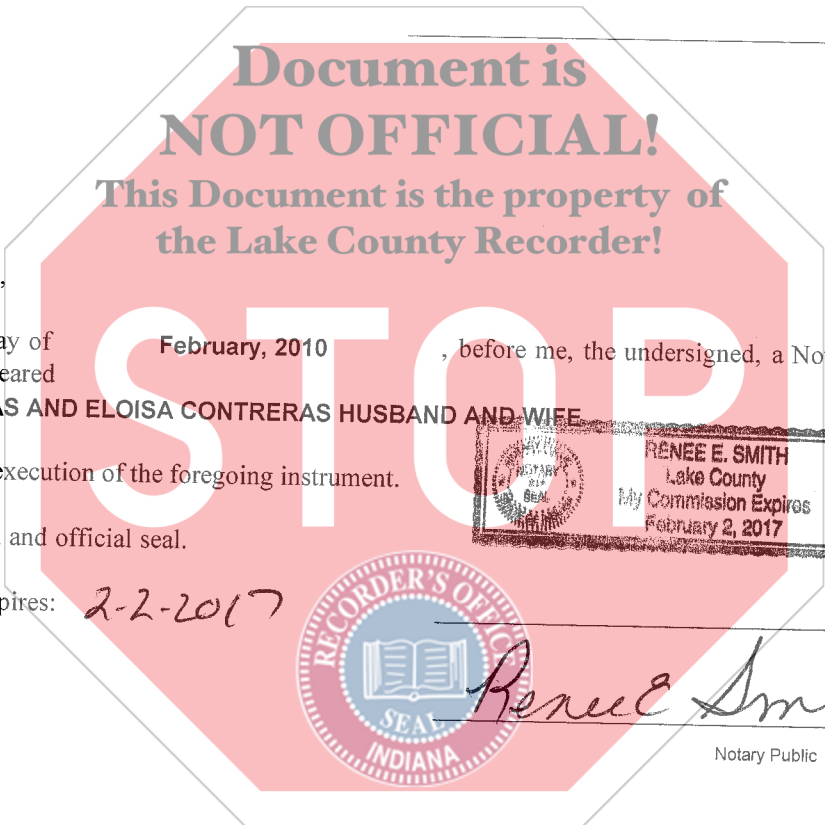 Document is
NOT OFFICIAL!
This Document is the property of
the Lake County Recorder!
,
ay of February, 2010 , before me, the undersigned, a No
eared
AS AND ELOISA CONTRERAS HUSBAND AND WIFE
STOP
execution of the foregoing instrument.
NOTARY
SEAL
RENEE E. SMITH
Lake County
My Commission Expires
February 2, 2017
and official seal.
pires: 2-2-2017
RECORDER'S OFFICE
SEAL
INDIANA
Renee E Sm
Notary Public